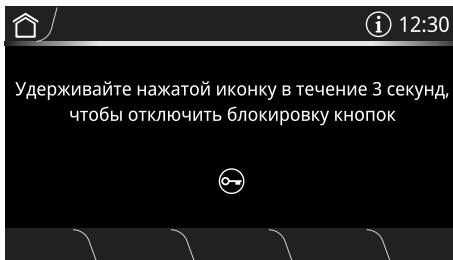 12:30
Удерживайте нажатой иконку в течение 3 секунд,
чтобы отключить блокировку кнопок